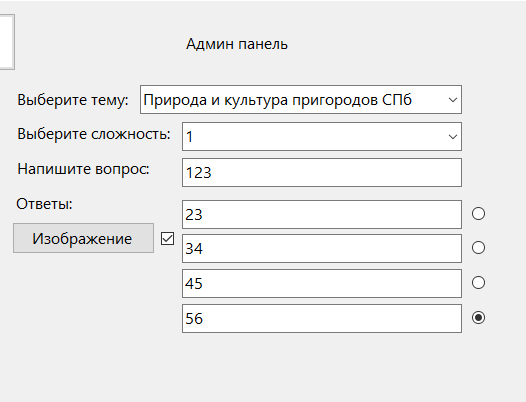 Админ панель
Выберите тему: Природа и культура пригородов СПб
Выберите сложность: 1
Напишите вопрос: 123
Ответы:
23
Изображение
34
45
56